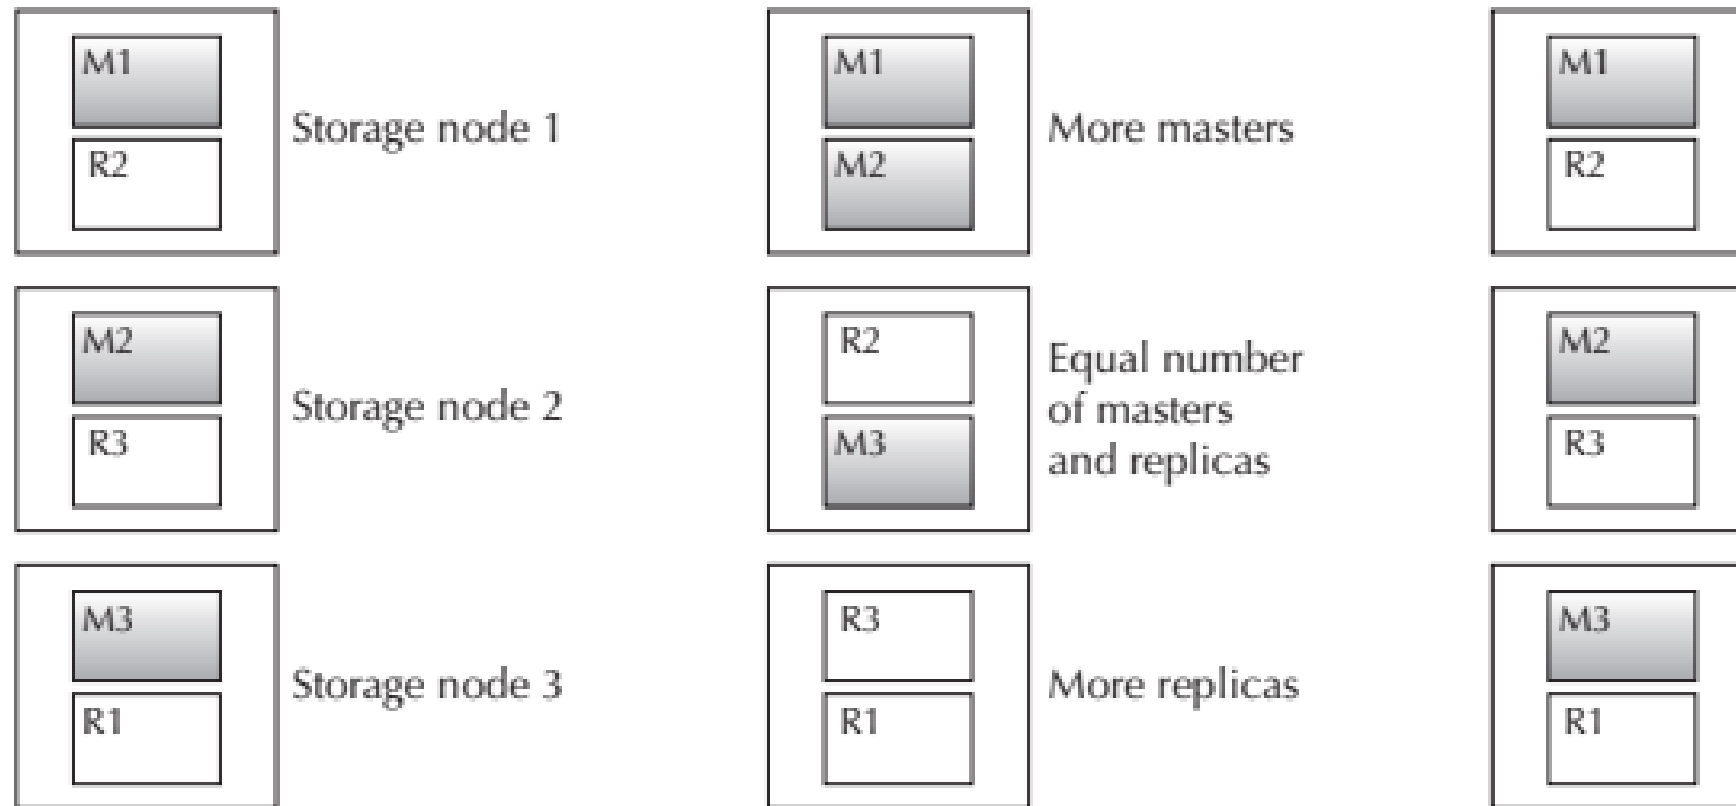 M1
R2
Storage node 1
M2
R3
Storage node 2
M3
R1
Storage node 3
M1
M2
More masters
R2
M3
Equal number
of masters
and replicas
R3
R1
More replicas
M1
R2
M2
R3
M3
R1